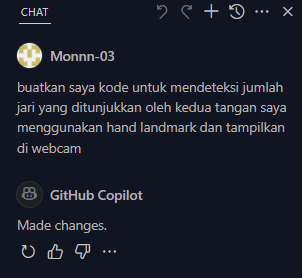 CHAT
Monnn-03
buatkan saya kode untuk mendeteksi jumlah
jari yang ditunjukkan oleh kedua tangan saya
menggunakan hand landmark dan tampilkan
di webcam
GitHub Copilot
Made changes.